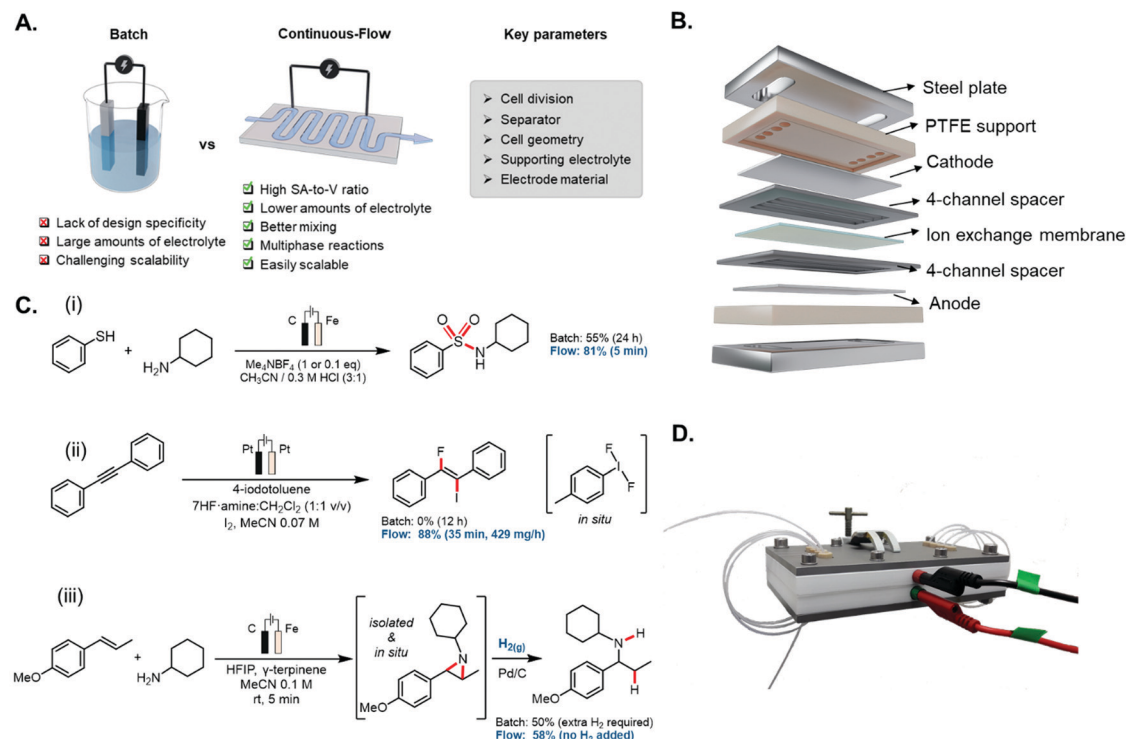 A.
Batch
vs
Continuous-Flow
Key parameters
Lack of design specificity
Large amounts of electrolyte
Challenging scalability
High SA-to-V ratio
Lower amounts of electrolyte
Better mixing
Multiphase reactions
Easily scalable
Cell division
Separator
Cell geometry
Supporting electrolyte
Electrode material
B.
Steel plate
PTFE support
Cathode
4-channel spacer
Ion exchange membrane
4-channel spacer
Anode
C.
(i)
SH
+
H₂N
C Fe
Me₄NBF₄ (1 or 0.1 eq)
CH₃CN / 0.3 M HCl (3:1)
O O
S
N
H
Batch: 55% (24 h)
Flow: 81% (5 min)
(ii)
Pt Pt
4-iodotoluene
7HF·amine:CH₂Cl₂ (1:1 v/v)
I₂, MeCN 0.07 M
F
I
Batch: 0% (12 h)
Flow: 88% (35 min, 429 mg/h)
F
I
F
in situ
(iii)
MeO
+
H₂N
C Fe
HFIP, γ-terpinene
MeCN 0.1 M
rt, 5 min
isolated
&
in situ
N
MeO
H₂(g)
Pd/C
N H
MeO
H
Batch: 50% (extra H₂ required)
Flow: 58% (no H₂ added)
D.